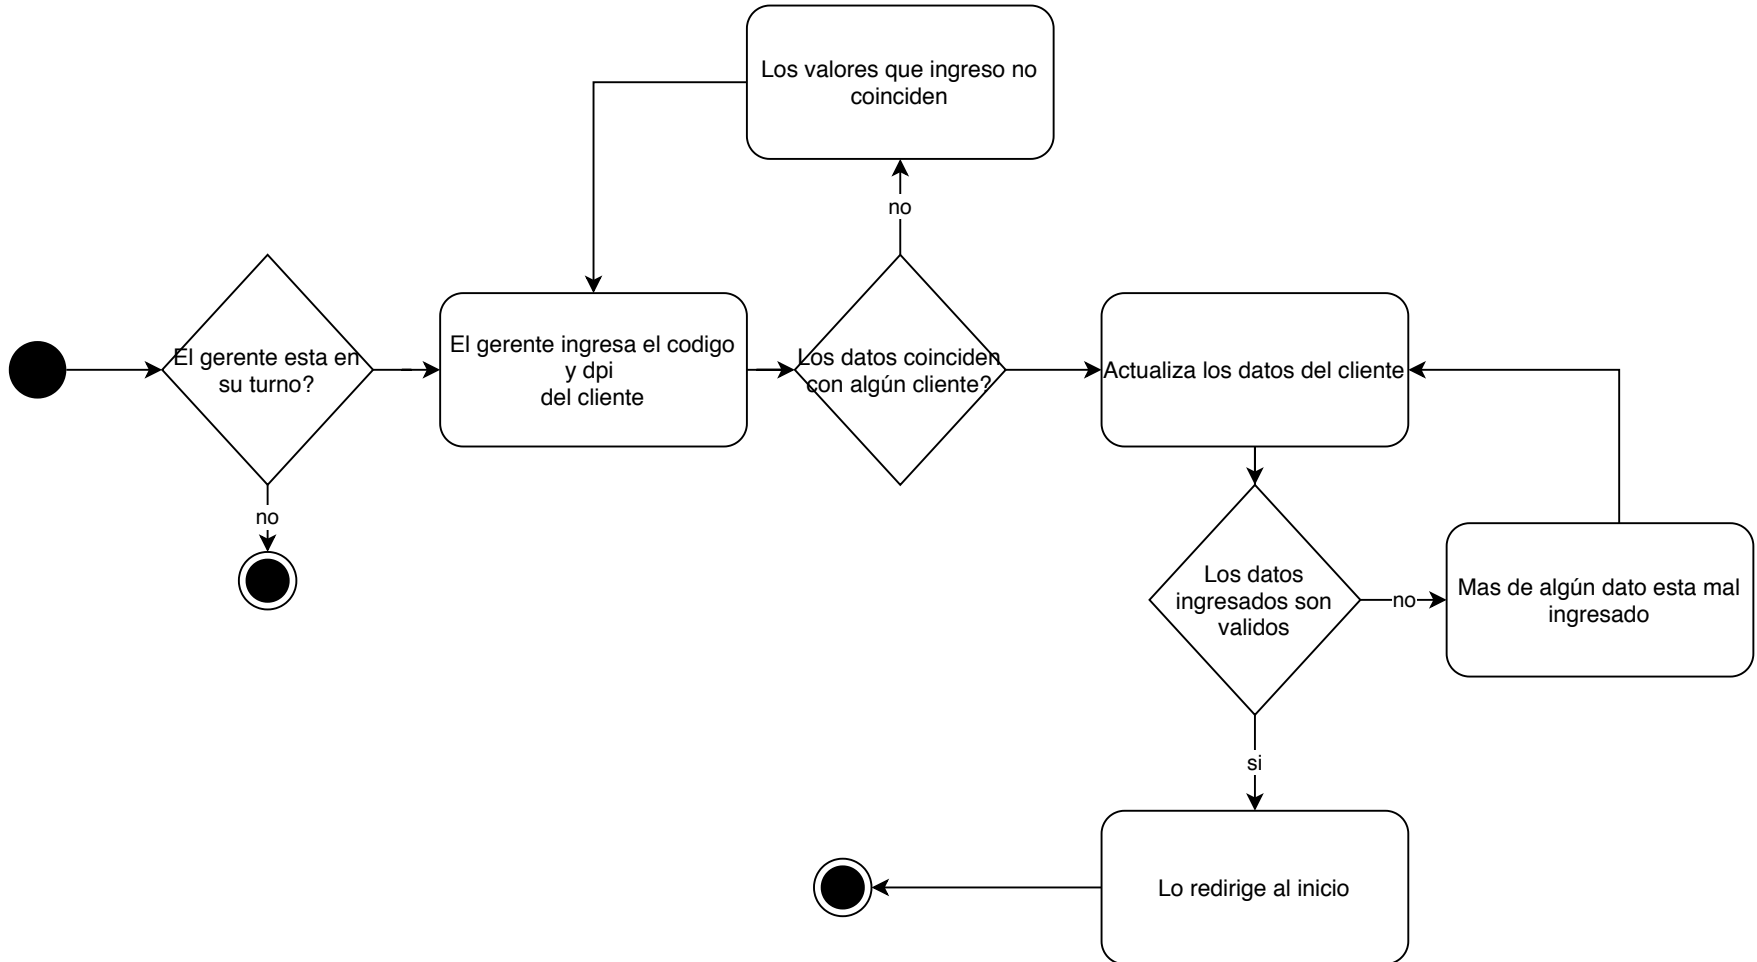 Los valores que ingreso no
coinciden
no
El gerente esta en
su turno?
El gerente ingresa el codigo
y dpi
del cliente
Los datos coinciden
con algún cliente?
Actualiza los datos del cliente
no
Los datos
ingresados son
validos
no
Mas de algún dato esta mal
ingresado
si
Lo redirige al inicio